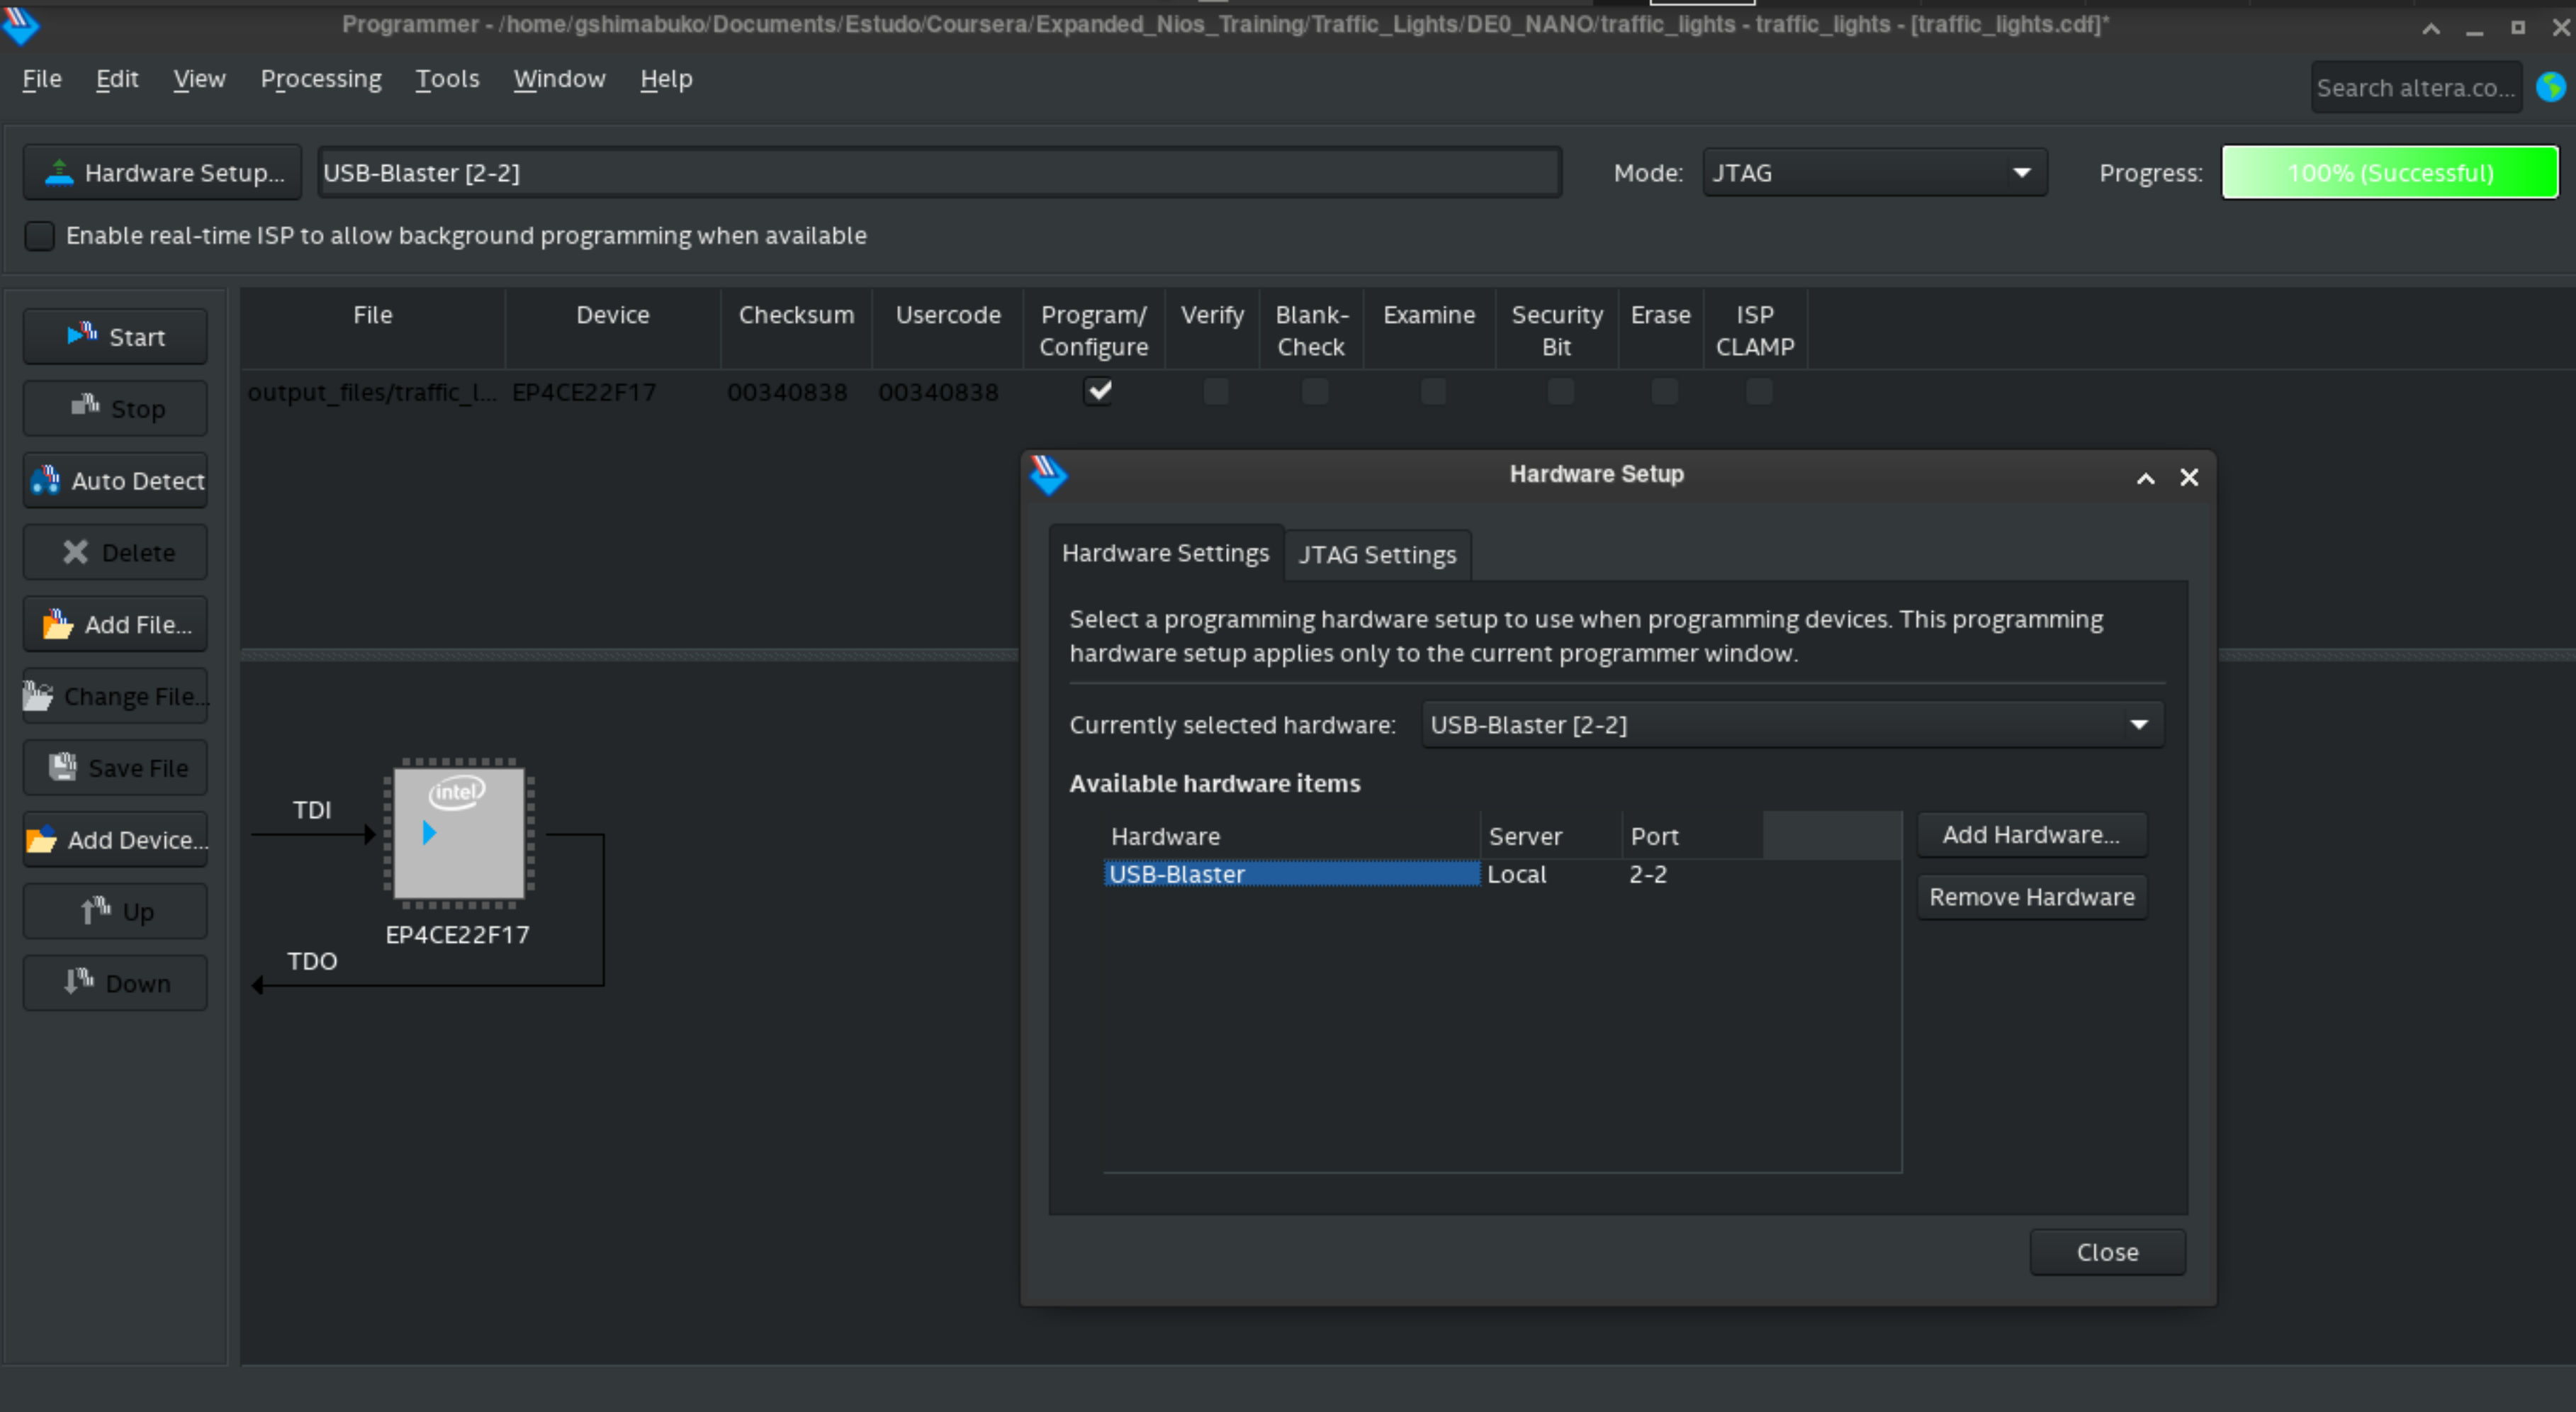 Programmer - /home/gshimabuko/Documents/Estudo/Coursera/Expanded_Nios_Training/Traffic_Lights/DE0_NANO/traffic_lights - traffic_lights - [traffic_lights.cdf]*
File Edit View Processing Tools Window Help
Search altera.co...
Hardware Setup... USB-Blaster [2-2] Mode: JTAG Progress: 100% (Successful)
Enable real-time ISP to allow background programming when available
Start
Stop
Auto Detect
Delete
Add File...
Change File...
Save File
Add Device...
Up
Down
File Device Checksum Usercode Program/ Verify Blank- Examine Security Erase ISP
Configure Check Bit CLAMP
output_files/traffic_l... EP4CE22F17 00340838 00340838
TDI
intel
EP4CE22F17
TDO
Hardware Setup
Hardware Settings JTAG Settings
Select a programming hardware setup to use when programming devices. This programming
hardware setup applies only to the current programmer window.
Currently selected hardware: USB-Blaster [2-2]
Available hardware items
Hardware Server Port
USB-Blaster Local 2-2
Add Hardware...
Remove Hardware
Close